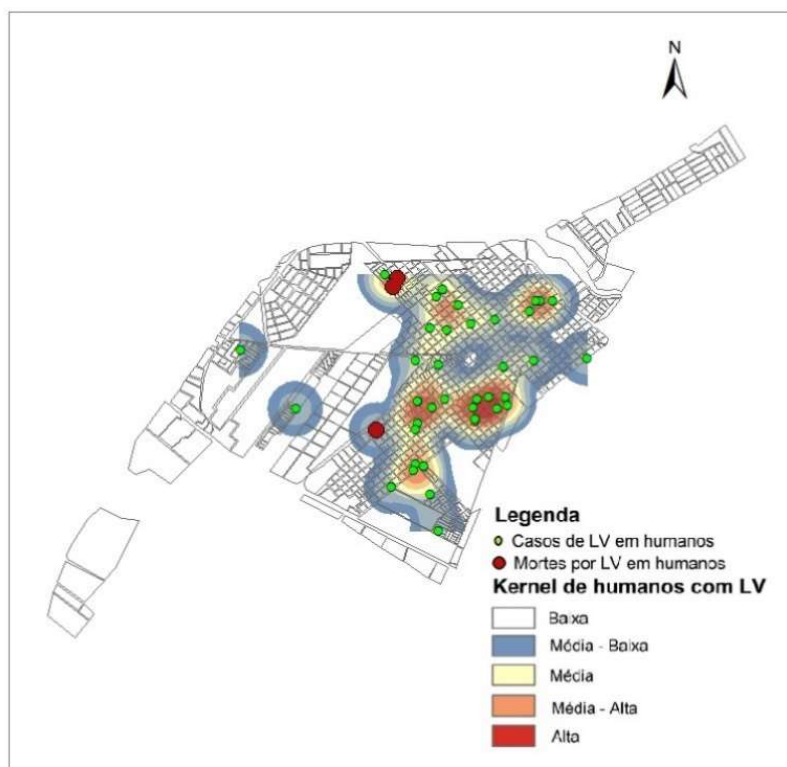 N
Legenda
Casos de LV em humanos
Mortes por LV em humanos
Kernel de humanos com LV
Baixa
Média - Baixa
Média
Média - Alta
Alta